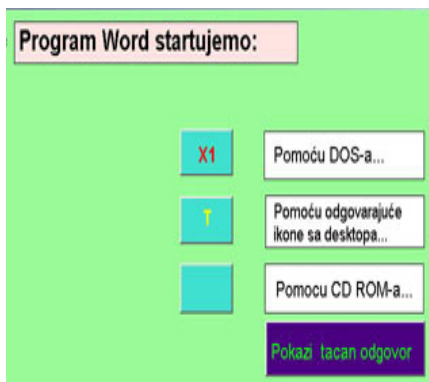 Program Word startujemo:
X1
Pomoću DOS-a...
T
Pomoću odgovarajuće
ikone sa desktopa...
Pomocu CD ROM-a...
Pokazi tacan odgovor